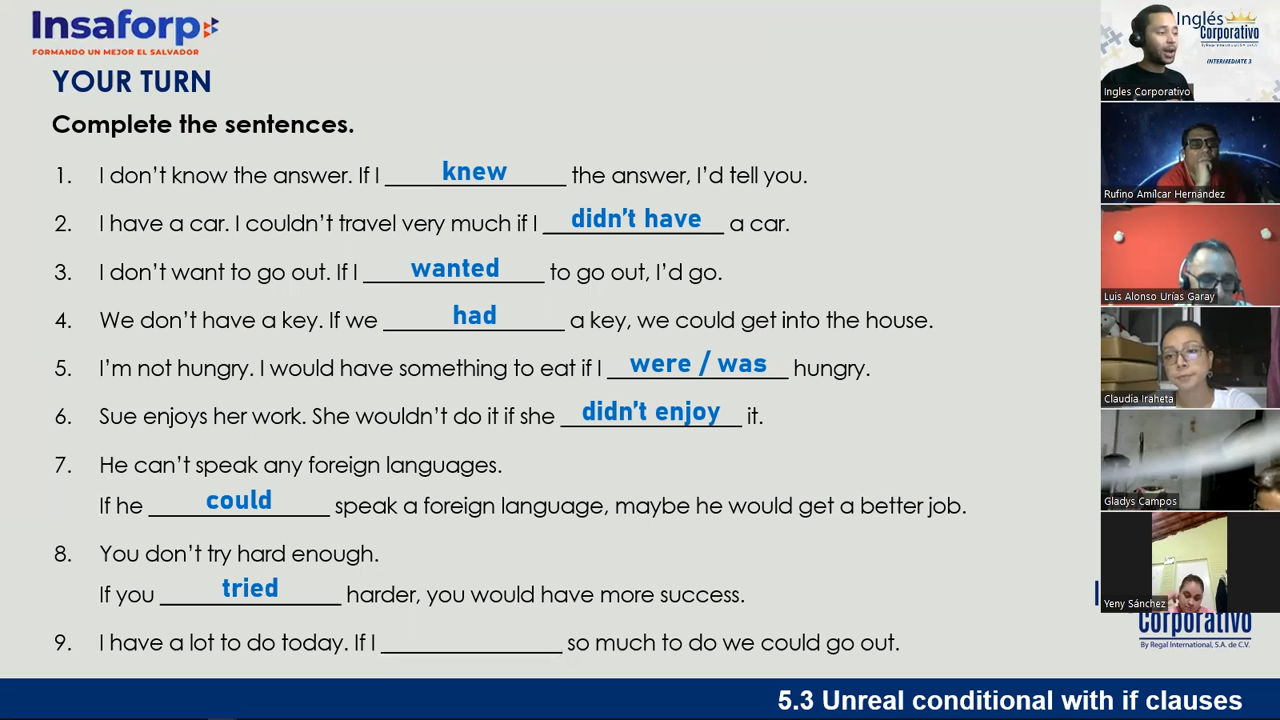 Insaforp
FORMANDO UN MEJOR EL SALVADOR
YOUR TURN
Complete the sentences.
1. I don’t know the answer. If I knew the answer, I’d tell you.
2. I have a car. I couldn’t travel very much if I didn’t have a car.
3. I don’t want to go out. If I wanted to go out, I’d go.
4. We don’t have a key. If we had a key, we could get into the house.
5. I’m not hungry. I would have something to eat if I were / was hungry.
6. Sue enjoys her work. She wouldn’t do it if she didn’t enjoy it.
7. He can’t speak any foreign languages.
If he could speak a foreign language, maybe he would get a better job.
8. You don’t try hard enough.
If you tried harder, you would have more success.
9. I have a lot to do today. If I ______________ so much to do we could go out.
5.3 Unreal conditional with if clauses
Inglés
Corporativo
By Regal International, S.A. de C.V.
INTERMEDIATE 3
Ingles Corporativo
Rufino Amílcar Hernández
Luis Alonso Urías Garay
Claudia Iraheta
Gladys Campos
Yeny Sánchez
Corporativo
By Regal International, S.A. de C.V.